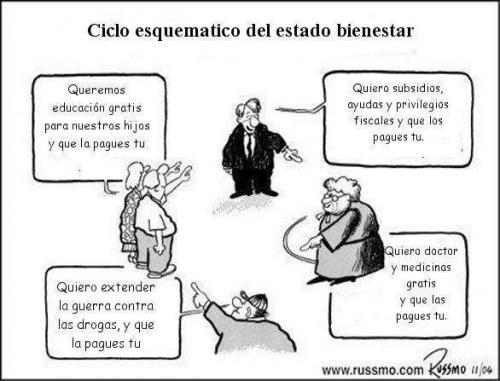 Ciclo esquematico del estado bienestar
Queremos
educación gratis
para nuestros hijos
y que la pagues tu
Quiero subsidios,
ayudas y privilegios
fiscales y que los
pagues tu.
Quiero extender
la guerra contra
las drogas, y que
la pagues tu
Quiero doctor
y medicinas
gratis
y que las
pagues tu.
www.russmo.com Russmo 11/04